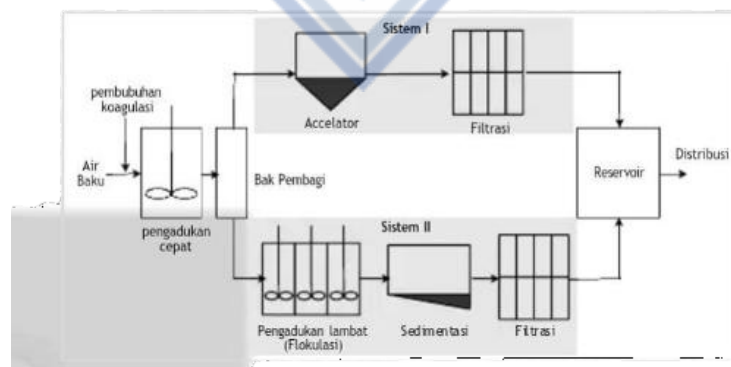 Sistem I
pembubuhan
koagulasi
Accelator
Filtrasi
Air
Baku
Bak Pembagi
Reservoir
Distribusi
pengadukan
cepat
Sistem II
Pengadukan lambat
(Flokulasi)
Sedimentasi
Filtrasi